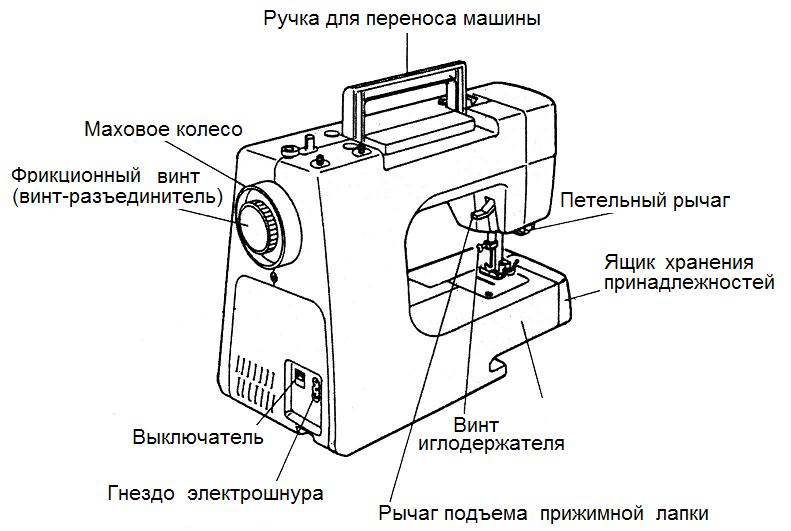 Ручка для переноса машины
Маховое колесо
Фрикционный винт
(винт-разъединитель)
Петельный рычаг
Ящик хранения
принадлежностей
Винт
иглодержателя
Выключатель
Гнездо электрошнура
Рычаг подъема прижимной лапки